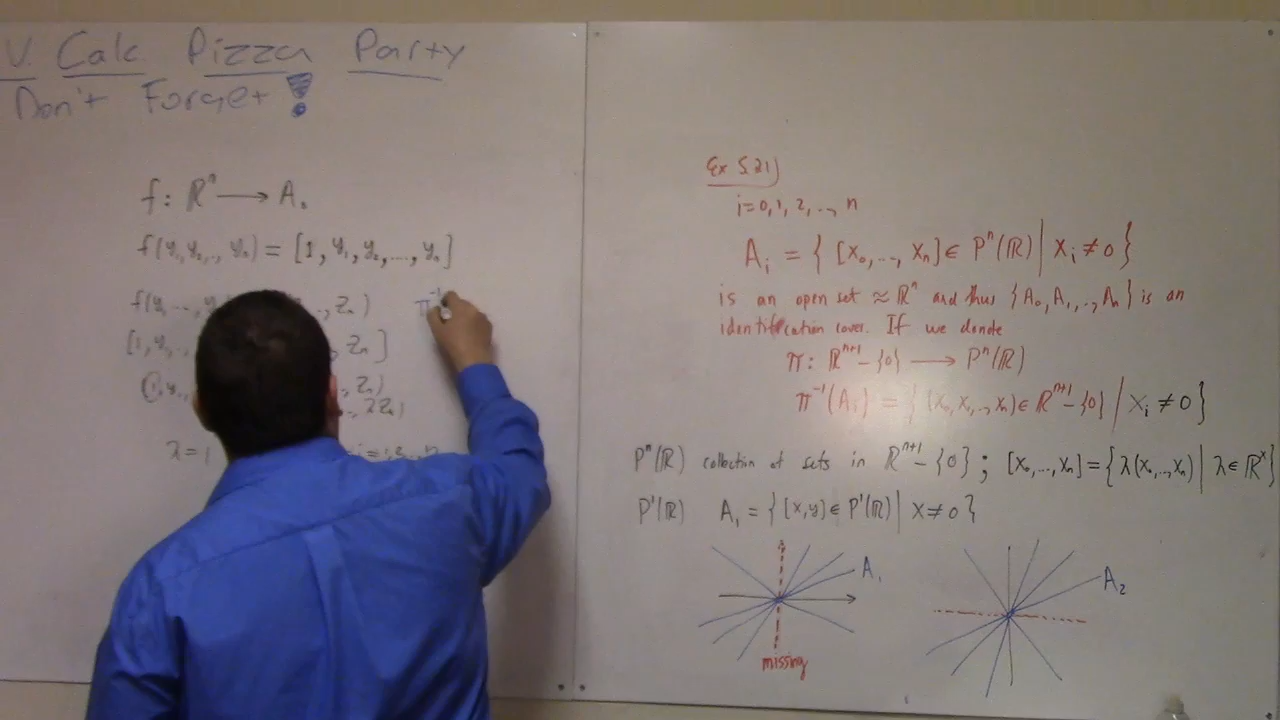 V. Calc Pizza Party
Don't Forget!
f: ℝⁿ → A₀
f(y₁, y₂, .., yₙ) = [1, y₁, y₂, ..., yₙ]
f(y₁ ..., , zₙ) π⁻¹
[1, y₁, .. , zₙ]
(1, y₁, .., zₙ)
.., λzₙ)
λ = 1
Ex 5.21)
i = 0, 1, 2, .., n
Aᵢ = { [x₀, ..., xₙ] ∈ Pⁿ(ℝ) | xᵢ ≠ 0 }
is an open set ≈ ℝⁿ and thus {A₀, A₁, .., Aₙ} is an
identification cover. If we denote
π: ℝⁿ⁺¹ - {0} → Pⁿ(ℝ)
π⁻¹(Aᵢ) = { (x₀, x₁, .., xₙ) ∈ ℝⁿ⁺¹ - {0} | xᵢ ≠ 0 }
Pⁿ(ℝ) collection of sets in ℝⁿ⁺¹ - {0} ; [x₀, ..., xₙ] = { λ(x₀, .., xₙ) | λ ∈ ℝˣ }
P¹(ℝ) A₁ = { [x, y] ∈ P¹(ℝ) | x ≠ 0 }
A₁
A₂
missing